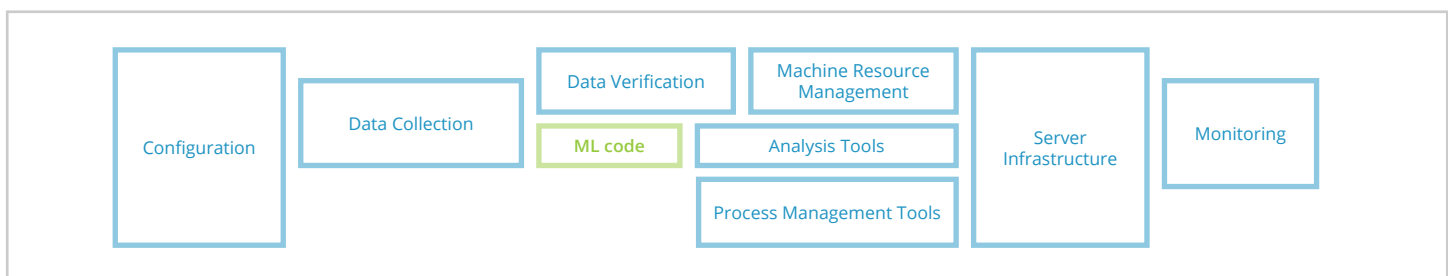 Configuration
Data Collection
Data Verification
ML code
Machine Resource
Management
Analysis Tools
Process Management Tools
Server
Infrastructure
Monitoring